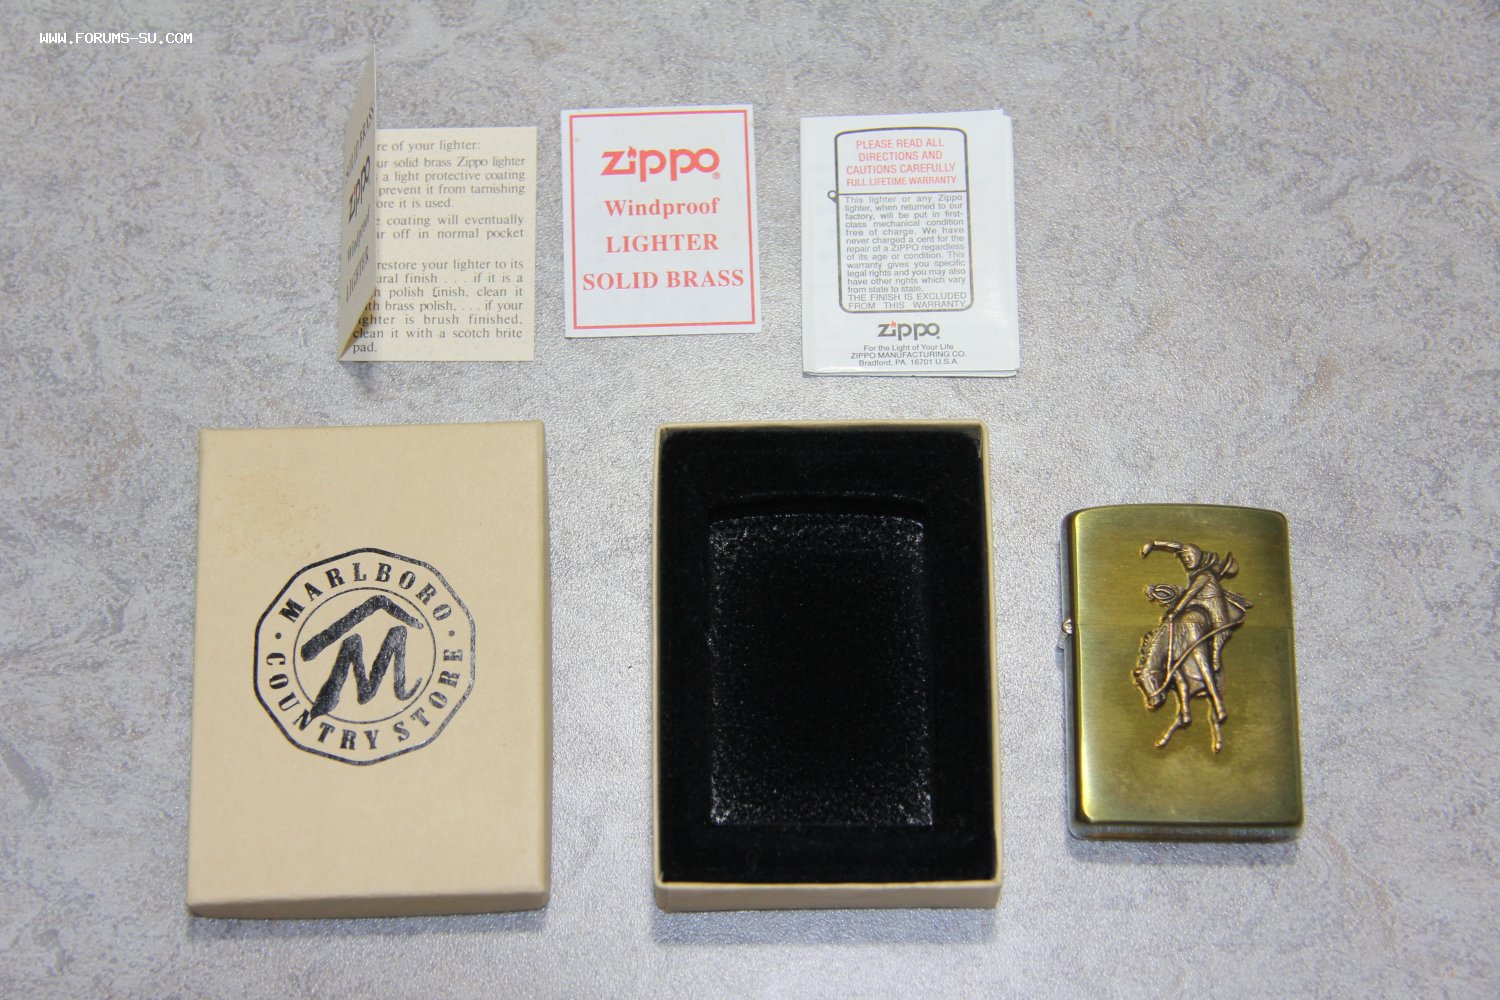 WWW.FORUMS-SU.COM
re of your lighter:
ur solid brass Zippo lighter
a light protective coating
prevent it from tarnishing
ore it is used.
coating will eventually
r off in normal pocket
restore your lighter to its
ural finish . . . if it is a
polish finish, clean it
th brass polish, . . . if your
ghter is brush finished,
clean it with a scotch brite
pad.
SOLID BRASS
zippo
Windproof
LIGHTER
zippo®
Windproof
LIGHTER
SOLID BRASS
PLEASE READ ALL
DIRECTIONS AND
CAUTIONS CAREFULLY
FULL LIFETIME WARRANTY
This lighter or any Zippo
lighter, when returned to our
factory, will be put in first-
class mechanical condition
free of charge. We have
never charged a cent for the
repair of a ZIPPO regardless
of its age or condition. This
warranty gives you specific
legal rights and you may also
have other rights which vary
from state to state.
THE FINISH IS EXCLUDED
FROM THIS WARRANTY
zippo
For the Light of Your Life
ZIPPO MANUFACTURING CO.
Bradford, PA. 16701 U.S.A.
MARLBORO
M
COUNTRY STORE